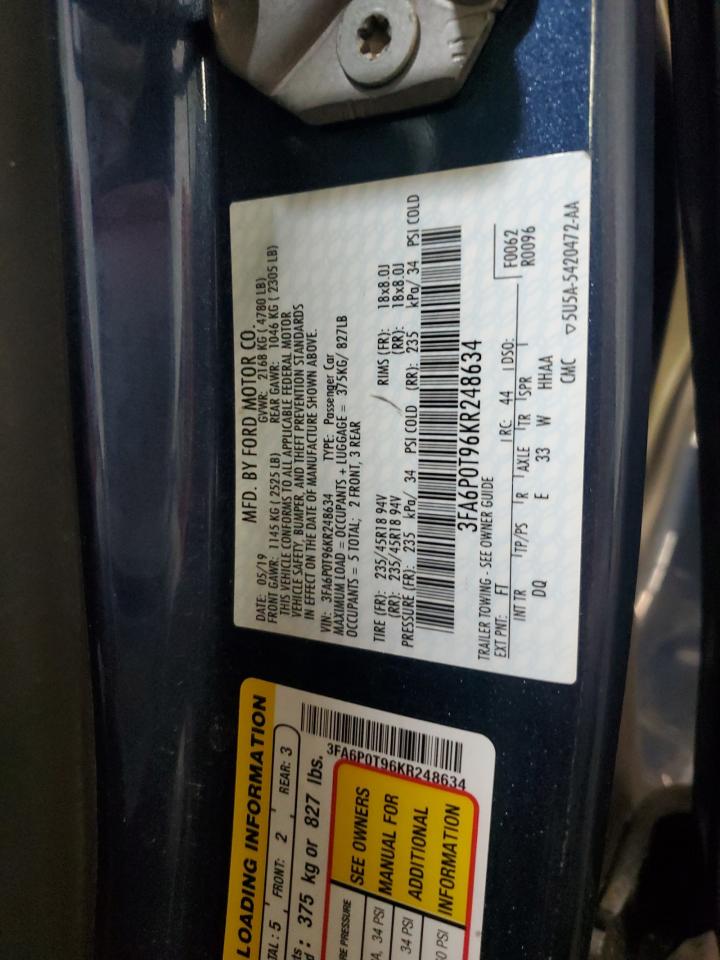 MFD. BY FORD MOTOR CO.
DATE: 05/19 GVWR: 2168 KG ( 4780 LB)
FRONT GAWR: 1145 KG ( 2525 LB) REAR GAWR: 1046 KG ( 2305 LB)
THIS VEHICLE CONFORMS TO ALL APPLICABLE FEDERAL MOTOR
VEHICLE SAFETY, BUMPER, AND THEFT PREVENTION STANDARDS
IN EFFECT ON THE DATE OF MANUFACTURE SHOWN ABOVE.
VIN: 3FA6P0T96KR248634 TYPE: Passenger Car
MAXIMUM LOAD = OCCUPANTS + LUGGAGE = 375KG/ 827LB
OCCUPANTS = 5 TOTAL; 2 FRONT, 3 REAR
TIRE (FR): 235/45R18 94V RIMS (FR): 18x8.0J
(RR): 235/45R18 94V (RR): 18x8.0J
PRESSURE (FR): 235 kPa/ 34 PSI COLD (RR): 235 kPa/ 34 PSI COLD
3FA6P0T96KR248634
TRAILER TOWING - SEE OWNER GUIDE
EXT PNT: FT RC: 44 DSO: F0062
R0096
INT TR TP/PS R AXLE TR SPR
DQ E 33 W HHAA
CMC ▽5U5A-5420472-AA
LOADING INFORMATION
TAL : 5 FRONT: 2 REAR: 3
: 375 kg or 827 lbs.
3FA6P0T96KR248634
RE PRESSURE
34 PSI
34 PSI
0 PSI
SEE OWNERS
MANUAL FOR
ADDITIONAL
INFORMATION